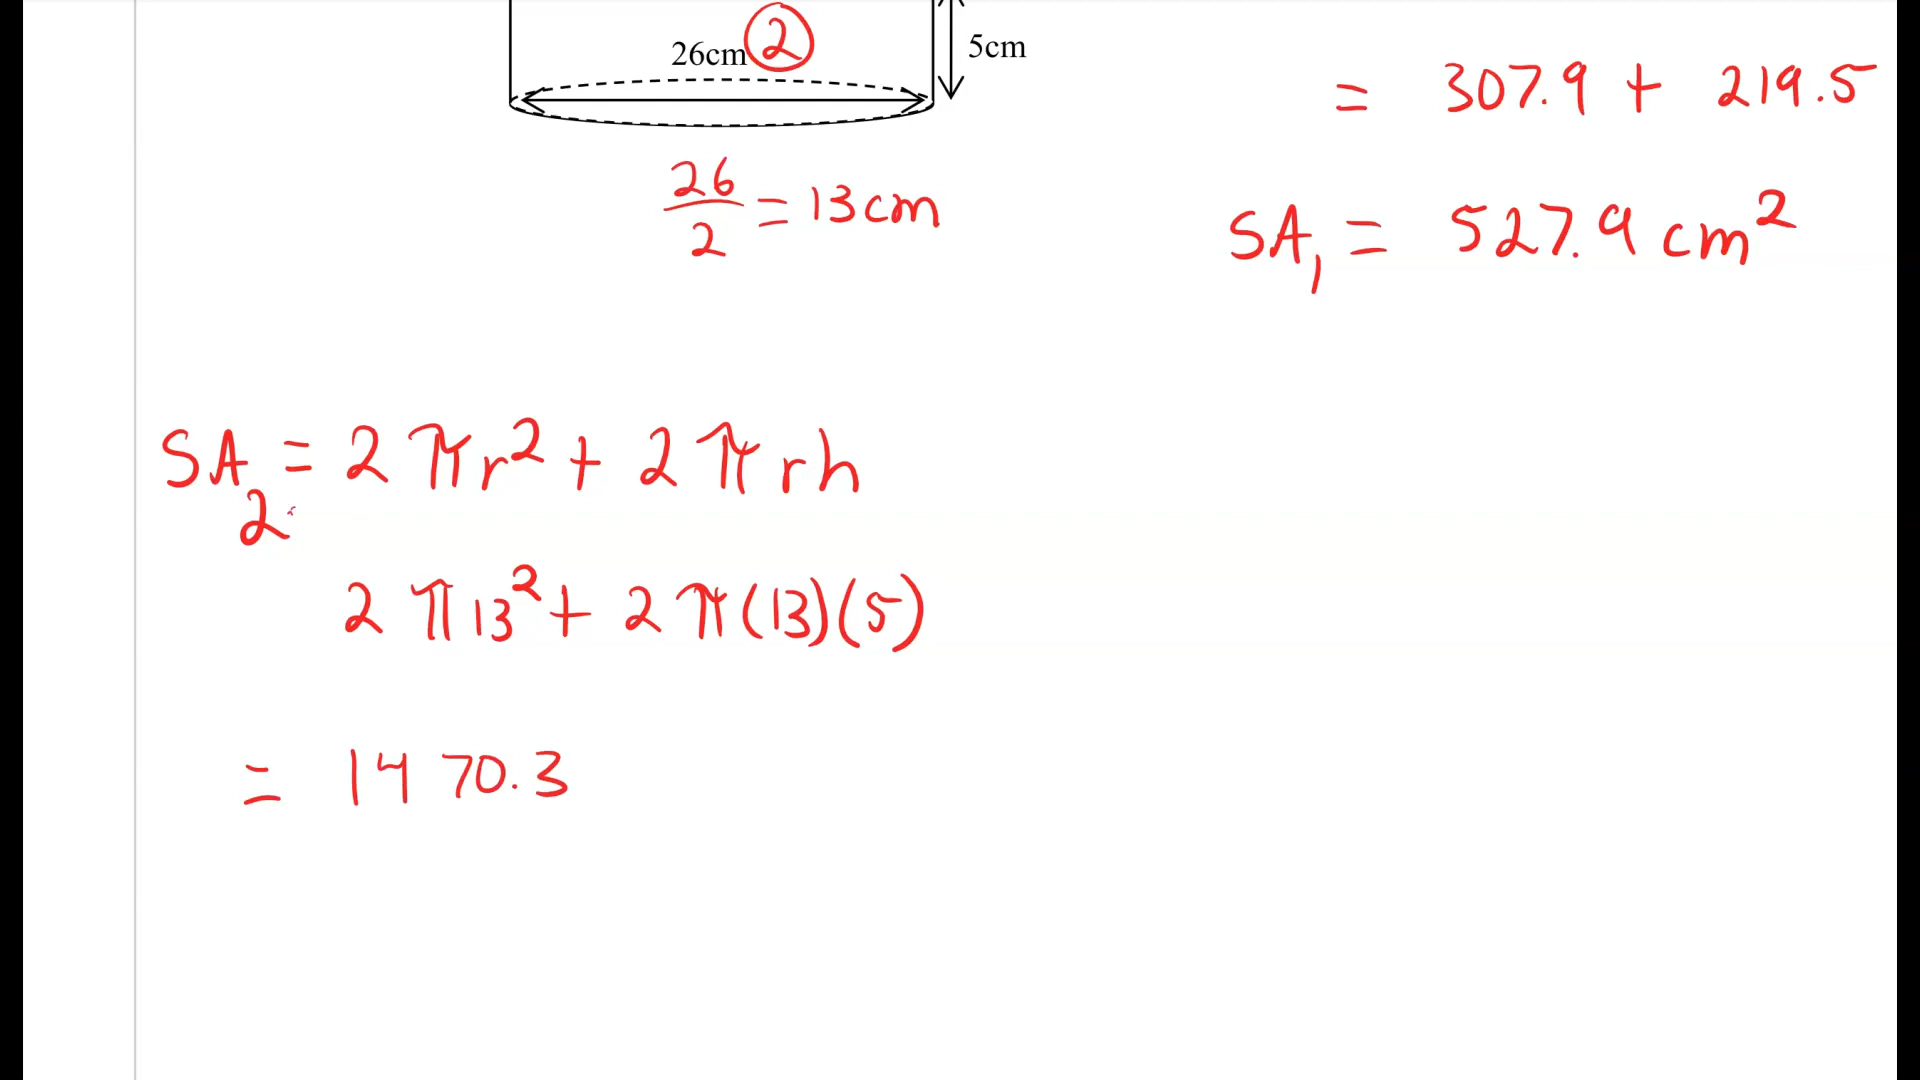 26cm ②
5cm
26/2 = 13cm
= 307.9 + 219.5
SA₁ = 527.9 cm²
SA₂ = 2πr² + 2πrh
2π13² + 2π(13)(5)
= 1470.3